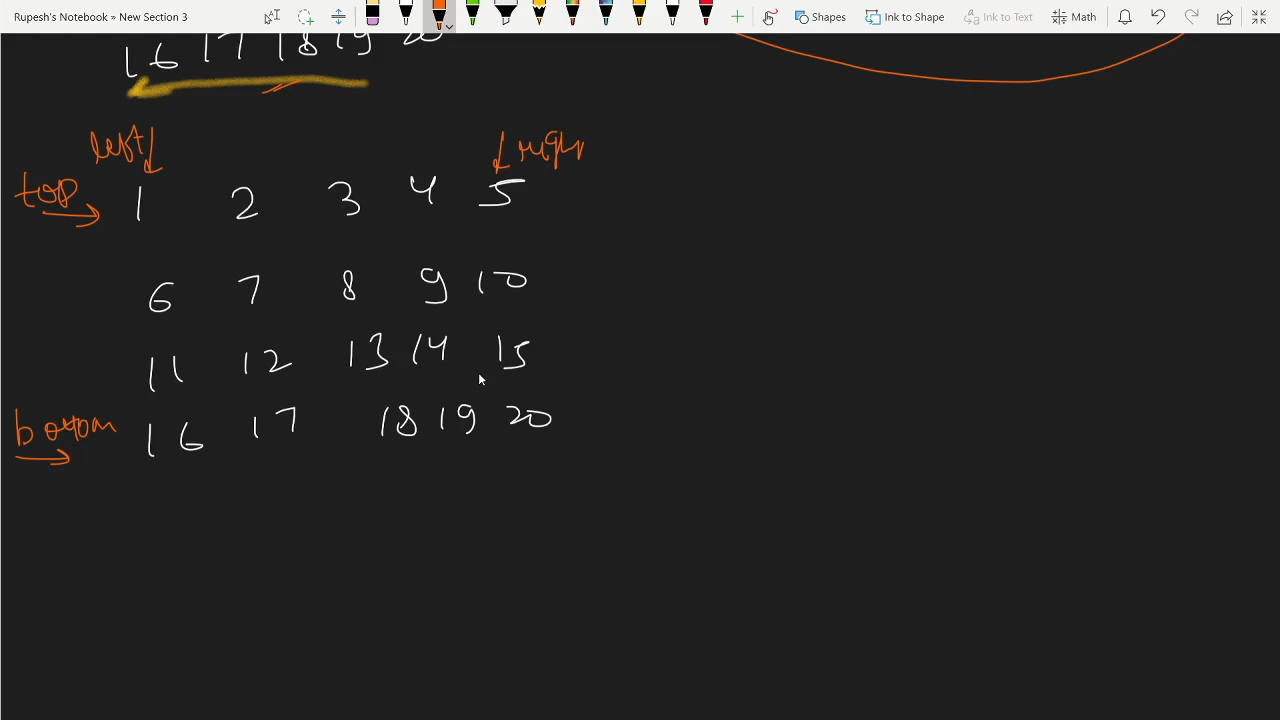 Rupesh's Notebook » New Section 3
Shapes Ink to Shape Ink to Text Math
16 17 18 19 20
left right
top 1 2 3 4 5
6 7 8 9 10
11 12 13 14 15
bottom 16 17 18 19 20